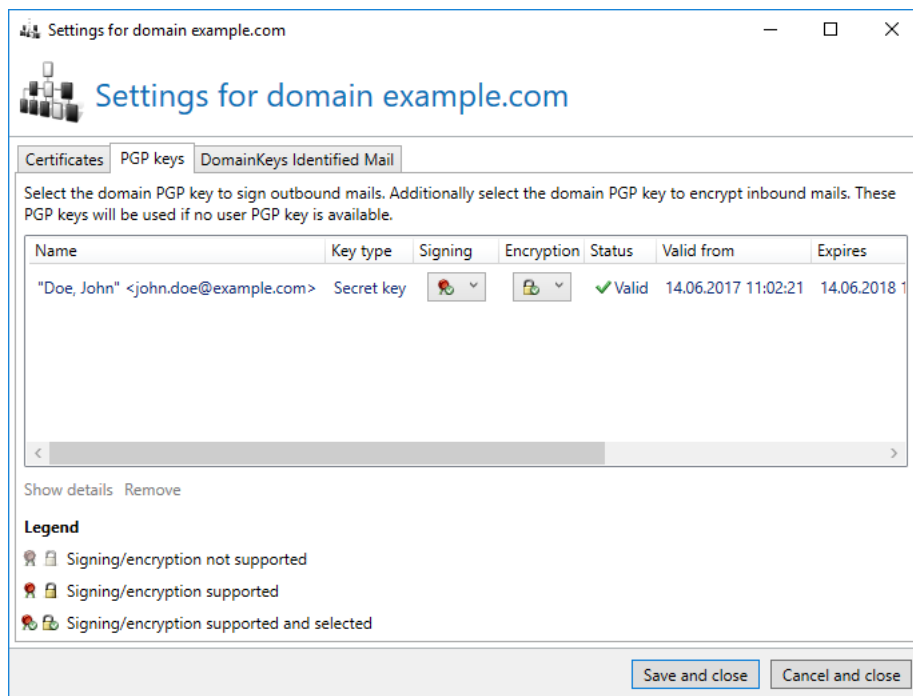 Settings for domain example.com
Settings for domain example.com
Certificates PGP keys DomainKeys Identified Mail
Select the domain PGP key to sign outbound mails. Additionally select the domain PGP key to encrypt inbound mails. These
PGP keys will be used if no user PGP key is available.
Name Key type Signing Encryption Status Valid from Expires
"Doe, John" <john.doe@example.com> Secret key Valid 14.06.2017 11:02:21 14.06.2018 1
Show details Remove
Legend
Signing/encryption not supported
Signing/encryption supported
Signing/encryption supported and selected
Save and close Cancel and close